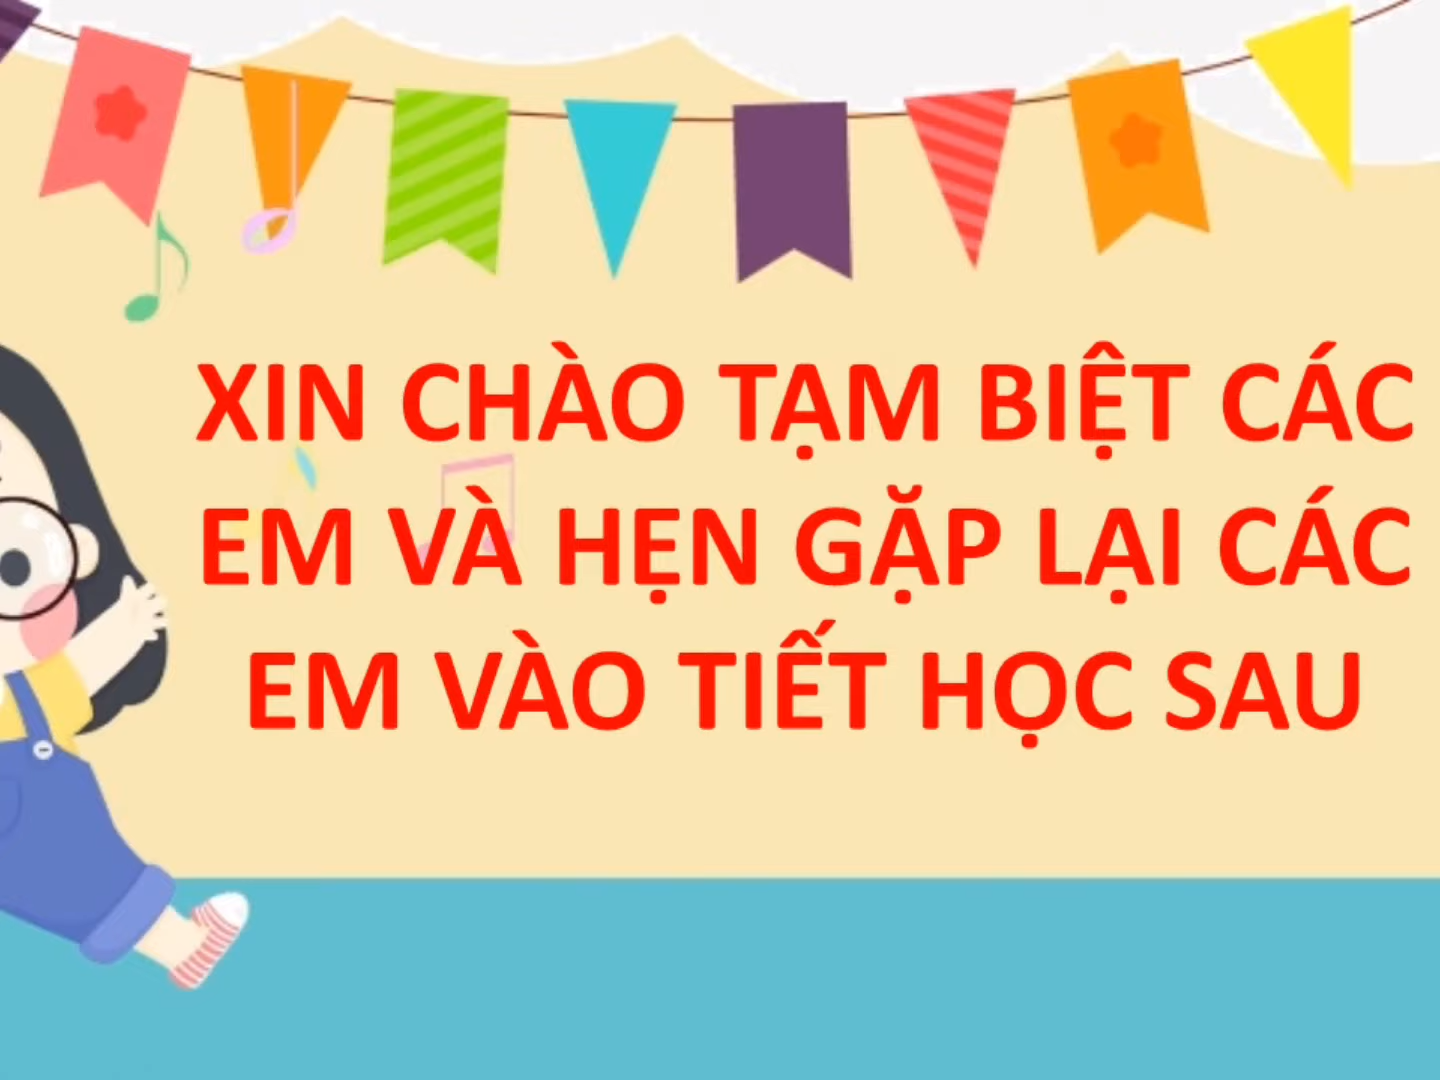 XIN CHÀO TẠM BIỆT CÁC
EM VÀ HẸN GẶP LẠI CÁC
EM VÀO TIẾT HỌC SAU